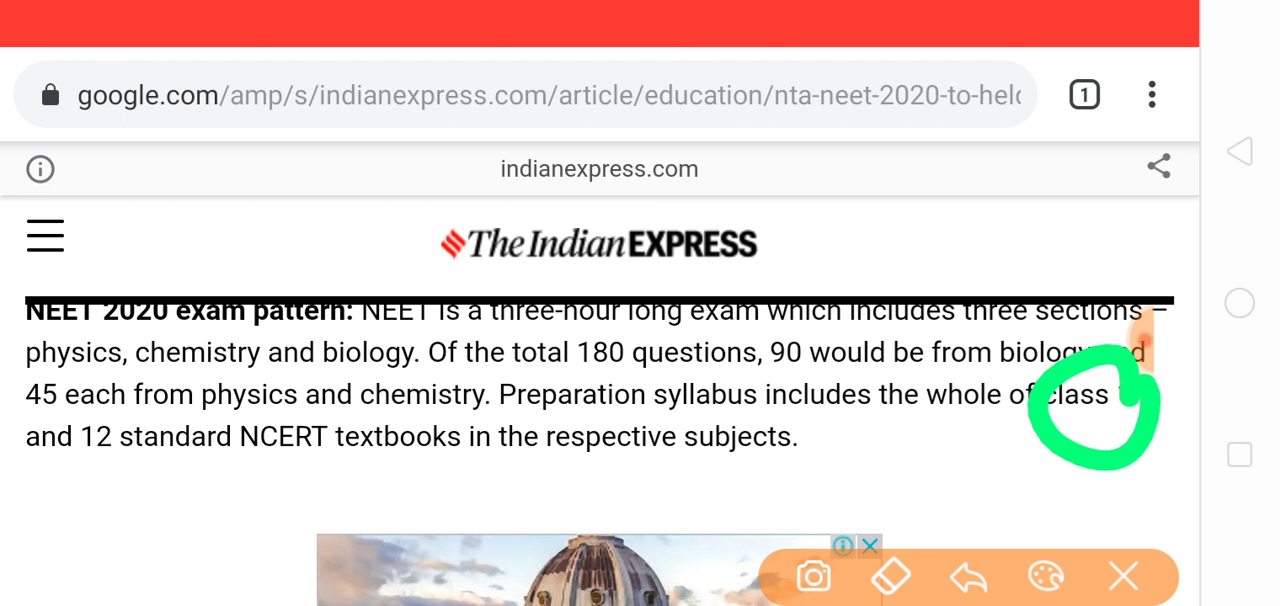 google.com/amp/s/indianexpress.com/article/education/nta-neet-2020-to-helc
1
indianexpress.com
The Indian EXPRESS
NEET 2020 exam pattern: NEET is a three-hour long exam which includes three sections –
physics, chemistry and biology. Of the total 180 questions, 90 would be from biology
45 each from physics and chemistry. Preparation syllabus includes the whole of class
and 12 standard NCERT textbooks in the respective subjects.